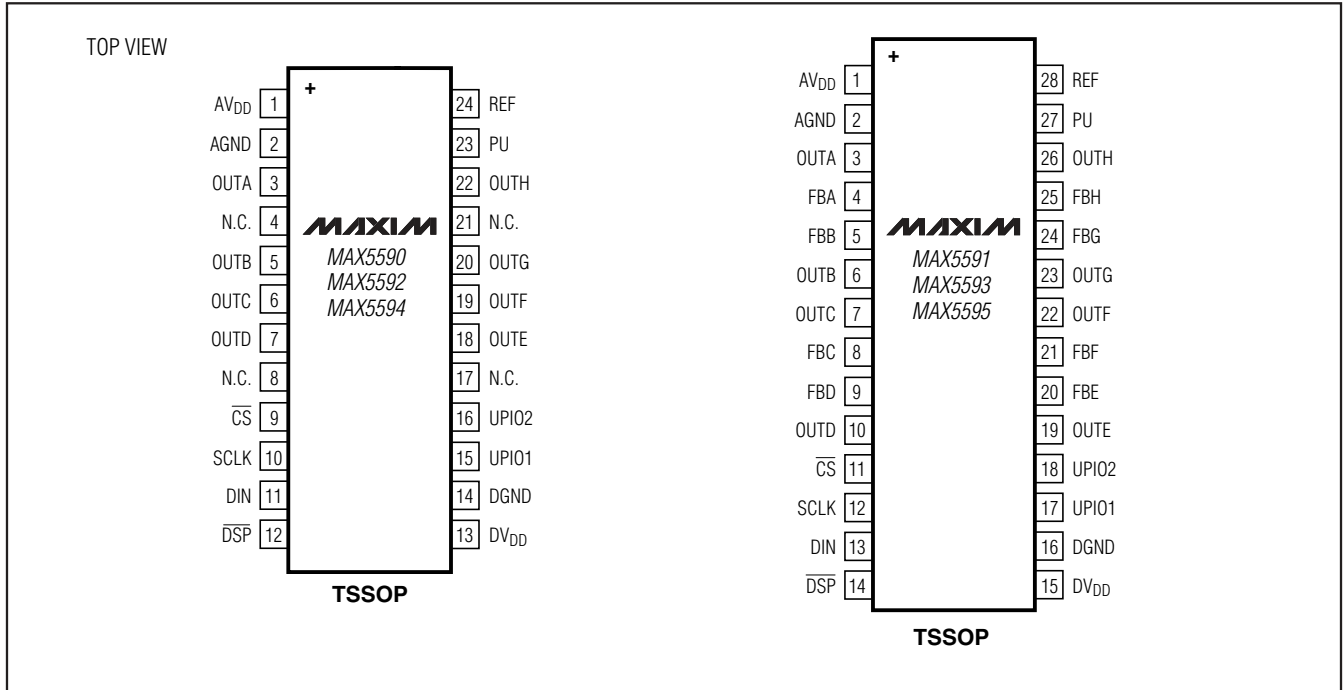 TOP VIEW
+
AVDD 1
AGND 2
OUTA 3
N.C. 4
OUTB 5
OUTC 6
OUTD 7
N.C. 8
C̅S̅ 9
SCLK 10
DIN 11
D̅S̅P̅ 12
MAXIM
MAX5590
MAX5592
MAX5594
24 REF
23 PU
22 OUTH
21 N.C.
20 OUTG
19 OUTF
18 OUTE
17 N.C.
16 UPIO2
15 UPIO1
14 DGND
13 DVDD
TSSOP
+
AVDD 1
AGND 2
OUTA 3
FBA 4
FBB 5
OUTB 6
OUTC 7
FBC 8
FBD 9
OUTD 10
C̅S̅ 11
SCLK 12
DIN 13
D̅S̅P̅ 14
MAXIM
MAX5591
MAX5593
MAX5595
28 REF
27 PU
26 OUTH
25 FBH
24 FBG
23 OUTG
22 OUTF
21 FBF
20 FBE
19 OUTE
18 UPIO2
17 UPIO1
16 DGND
15 DVDD
TSSOP